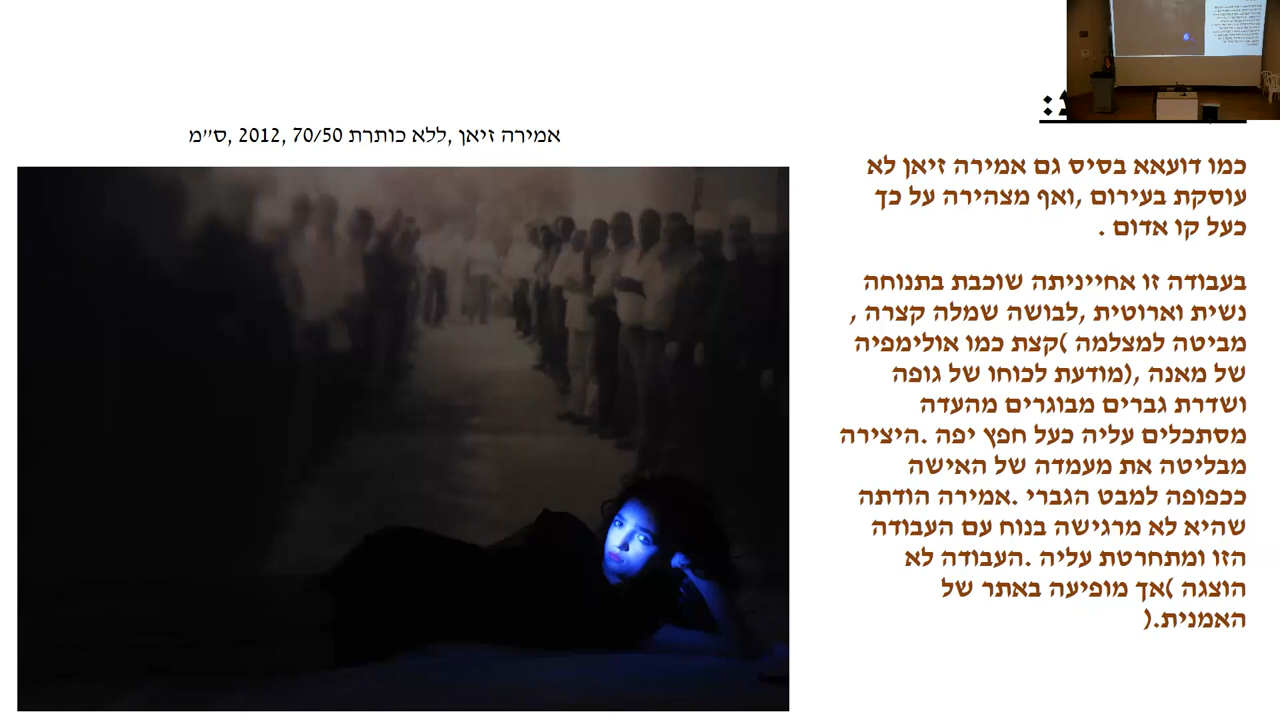 אמירה זיאן ,ללא כותרת 70/50 ,2012 ,ס״מ
כמו דועאא בסיס גם אמירה זיאן לא
עוסקת בעירום ,ואף מצהירה על כך
כעל קו אדום .
בעבודה זו אחייניתה שוכבת בתנוחה
נשית וארוטית ,לבושה שמלה קצרה ,
מביטה למצלמה )קצת כמו אולימפיה
של מאנה ,(מודעת לכוחו של גופה
ושדרת גברים מבוגרים מהעדה
מסתכלים עליה כעל חפץ יפה .היצירה
מבליטה את מעמדה של האישה
ככפופה למבט הגברי .אמירה הודתה
שהיא לא מרגישה בנוח עם העבודה
הזו ומתחרטת עליה .העבודה לא
הוצגה )אך מופיעה באתר של
האמנית.(